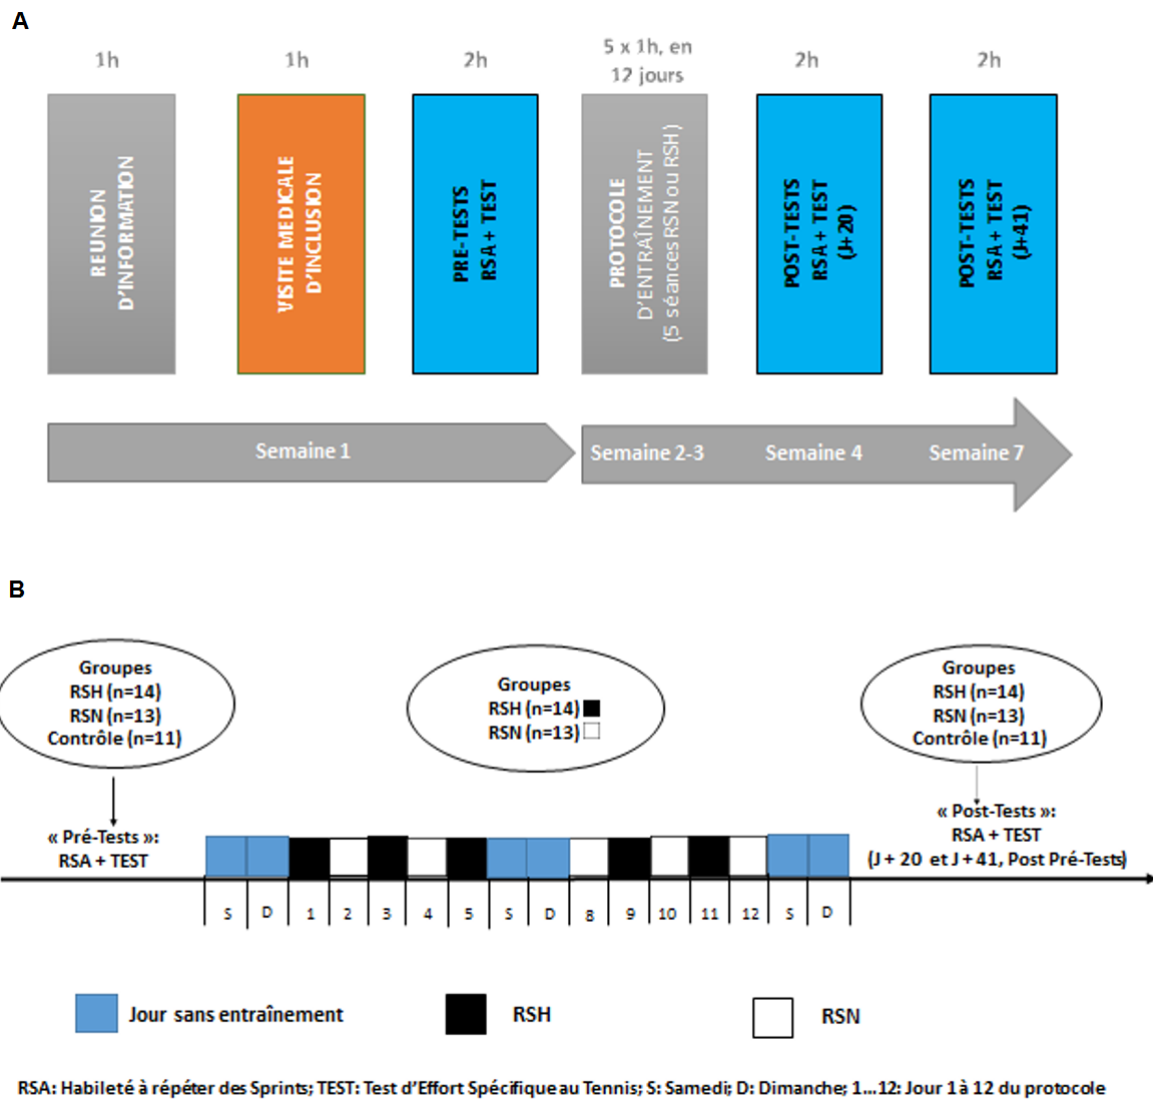 A
1h
1h
2h
5 x 1h, en
12 jours
2h
2h
REUNION
D'INFORMATION
VISITE MEDICALE
D'INCLUSION
PRE-TESTS
RSA + TEST
PROTOCOLE
D'ENTRAÎNEMENT
(5 séances RSN ou RSH)
POST-TESTS
RSA + TEST
(J+20)
POST-TESTS
RSA + TEST
(J+41)
Semaine 1
Semaine 2-3
Semaine 4
Semaine 7
B
Groupes
RSH (n=14)
RSN (n=13)
Contrôle (n=11)
Groupes
RSH (n=14)
RSN (n=13)
Groupes
RSH (n=14)
RSN (n=13)
Contrôle (n=11)
« Pré-Tests »:
RSA + TEST
« Post-Tests »:
RSA + TEST
(J + 20 et J + 41, Post Pré-Tests)
S D 1 2 3 4 5 S D 8 9 10 11 12 S D
Jour sans entraînement
RSH
RSN
RSA: Habileté à répéter des Sprints; TEST: Test d'Effort Spécifique au Tennis; S: Samedi; D: Dimanche; 1...12: Jour 1 à 12 du protocole